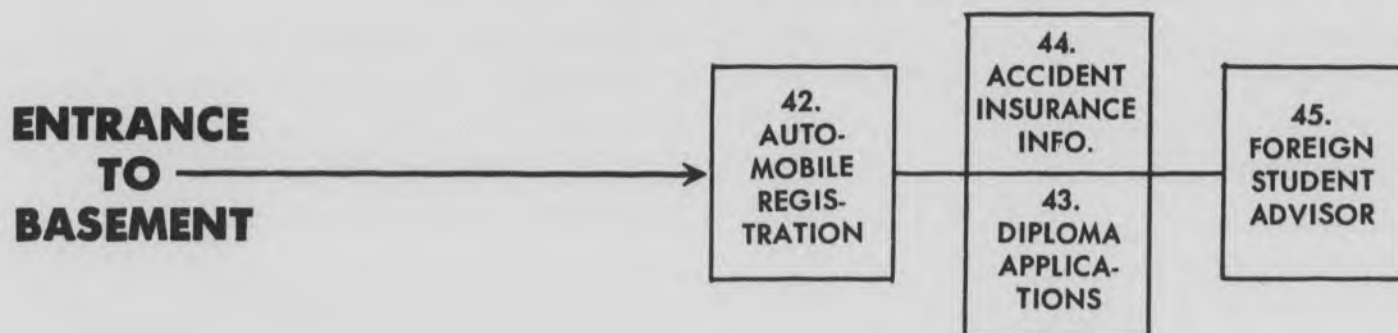 ENTRANCE
TO
BASEMENT
42.
AUTO-
MOBILE
REGIS-
TRATION
44.
ACCIDENT
INSURANCE
INFO.
43.
DIPLOMA
APPLICA-
TIONS
45.
FOREIGN
STUDENT
ADVISOR